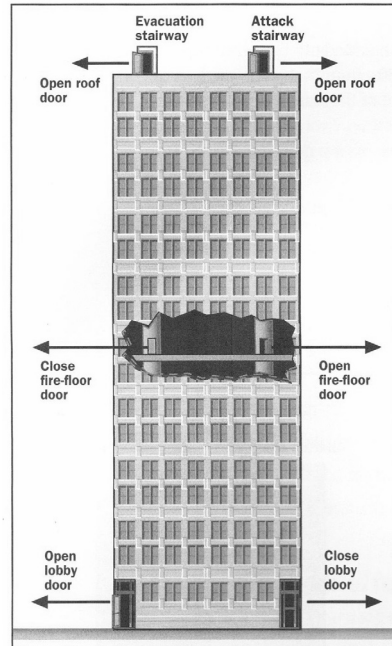 Evacuation
stairway
Attack
stairway
Open roof
door
Open roof
door
Close
fire-floor
door
Open
fire-floor
door
Open
lobby
door
Close
lobby
door